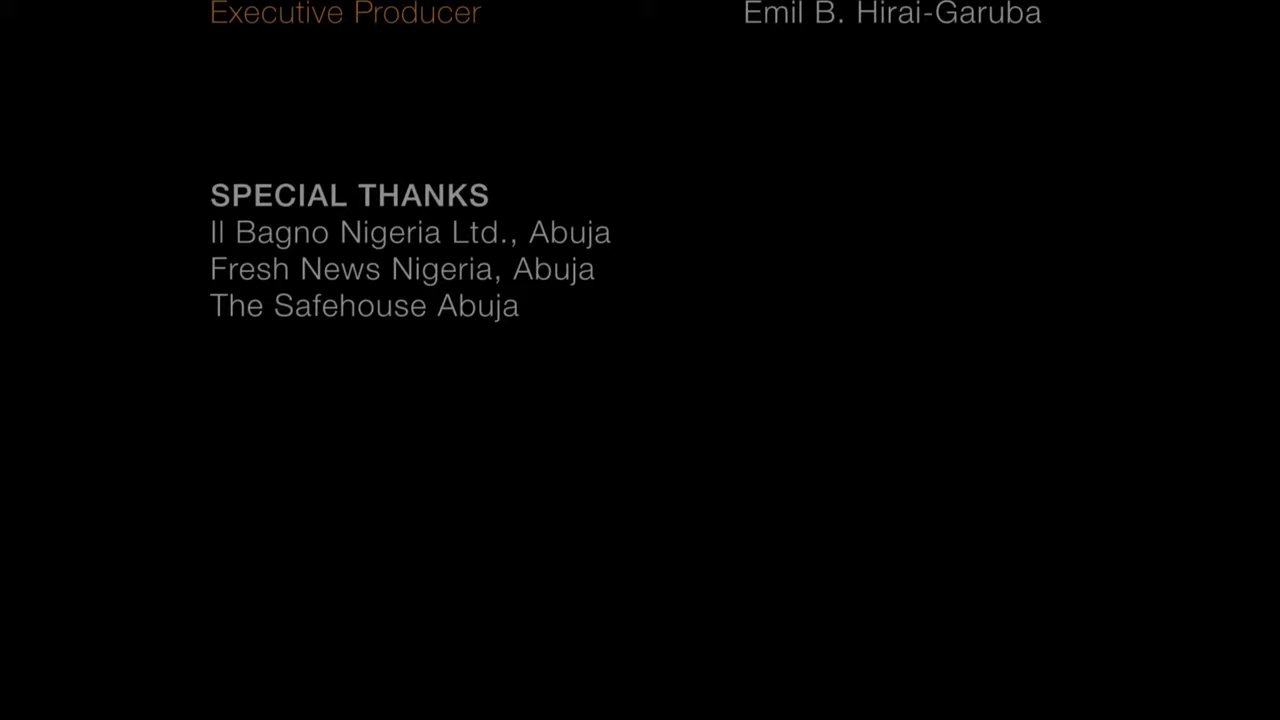 Executive Producer Emil B. Hirai-Garuba
SPECIAL THANKS
Il Bagno Nigeria Ltd., Abuja
Fresh News Nigeria, Abuja
The Safehouse Abuja